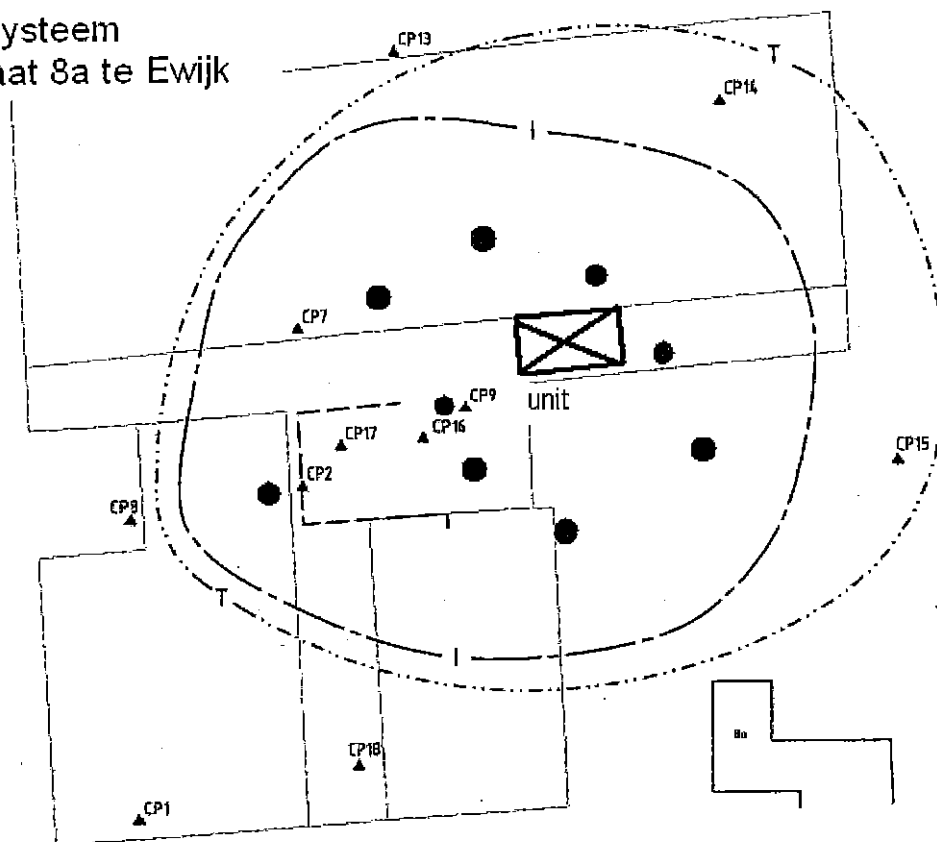 ysteem
aat 8a te Ewijk
CP13
T
CP14
I
CP7
unit
CP9
CP16
CP17
CP2
CP15
CP8
T
I
8a
CP18
CP1